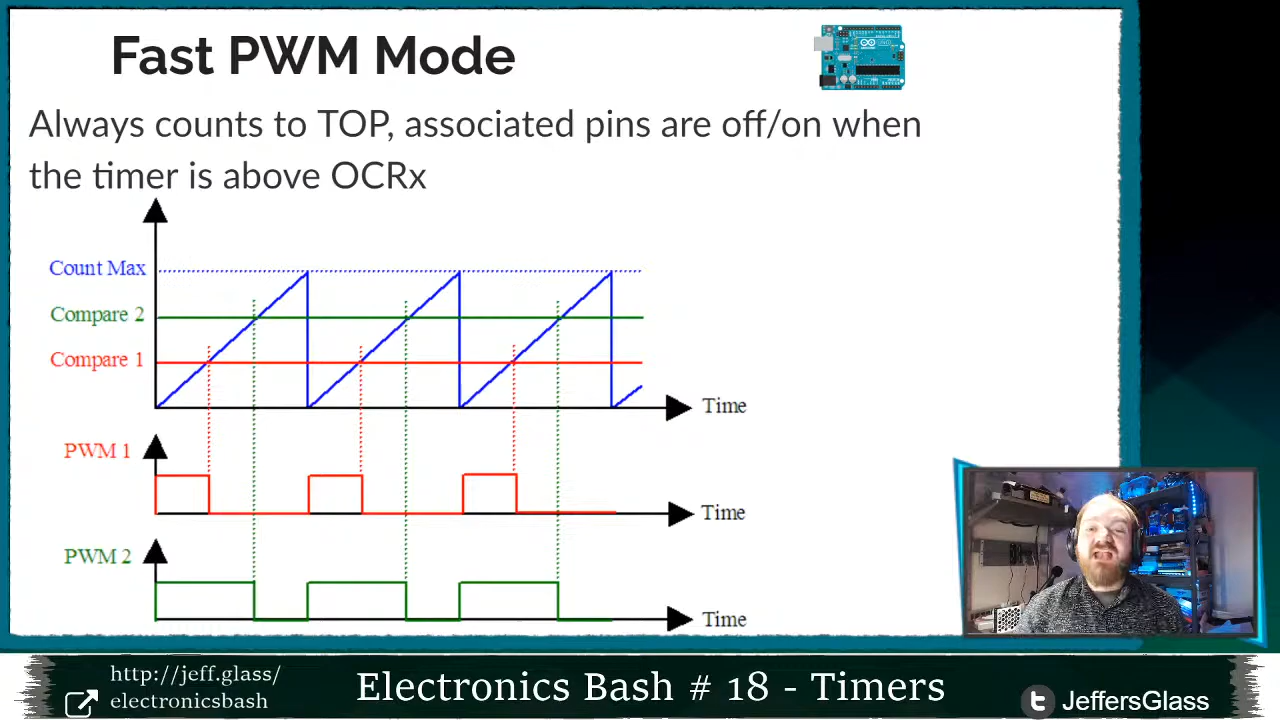 Fast PWM Mode
Always counts to TOP, associated pins are off/on when
the timer is above OCRx
Count Max
Compare 2
Compare 1
Time
PWM 1
Time
PWM 2
Time
http://jeff.glass/
electronicsbash
Electronics Bash # 18 - Timers
JeffersGlass